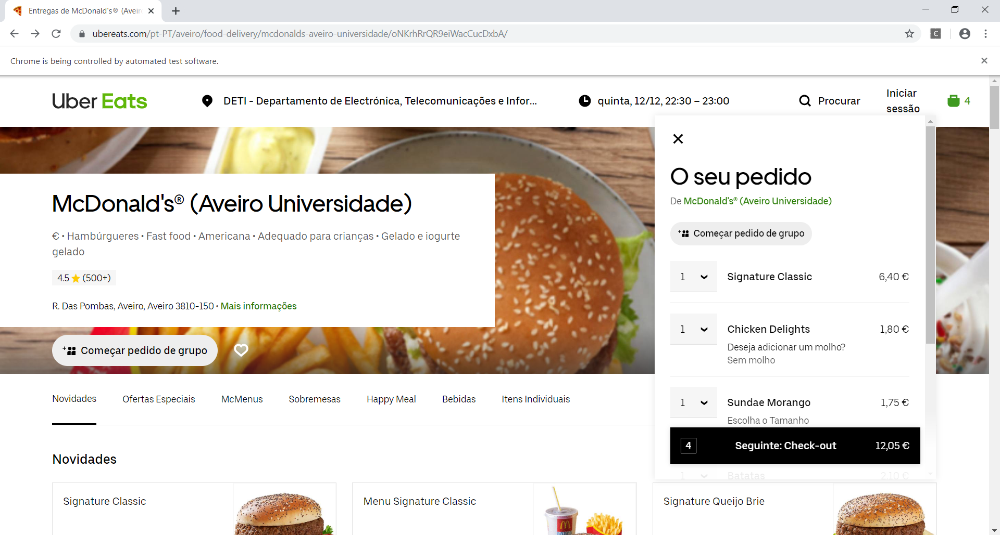 Entregas de McDonald's® (Aveir
ubereats.com/pt-PT/aveiro/food-delivery/mcdonalds-aveiro-universidade/oNKrhRrQR9eiWacCucDxbA/
C
Chrome is being controlled by automated test software.
Uber Eats
DETI - Departamento de Electrónica, Telecomunicações e Infor...
quinta, 12/12, 22:30 – 23:00
Procurar
Iniciar
sessão
4
McDonald's® (Aveiro Universidade)
€ • Hambúrgueres • Fast food • Americana • Adequado para crianças • Gelado e iogurte
gelado
4.5 (500+)
R. Das Pombas, Aveiro, Aveiro 3810-150 • Mais informações
Começar pedido de grupo
O seu pedido
De McDonald's® (Aveiro Universidade)
Começar pedido de grupo
1 Signature Classic 6,40 €
1 Chicken Delights 1,80 €
Deseja adicionar um molho?
Sem molho
1 Sundae Morango 1,75 €
Escolha o Tamanho
4 Seguinte: Check-out 12,05 €
1 Batatas 2,10 €
Novidades
Ofertas Especiais
McMenus
Sobremesas
Happy Meal
Bebidas
Itens Individuais
Novidades
Signature Classic
Menu Signature Classic
Signature Queijo Brie